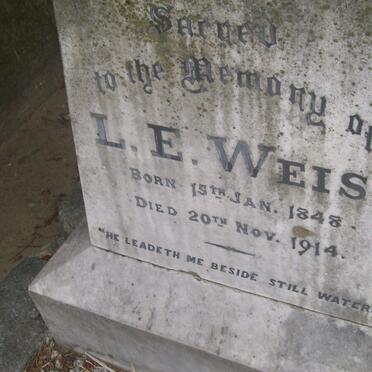 Sacred
to the Memory of
L. E. WEIS
BORN 15TH JAN. 1848.
DIED 20TH NOV. 1914.
"HE LEADETH ME BESIDE STILL WATER